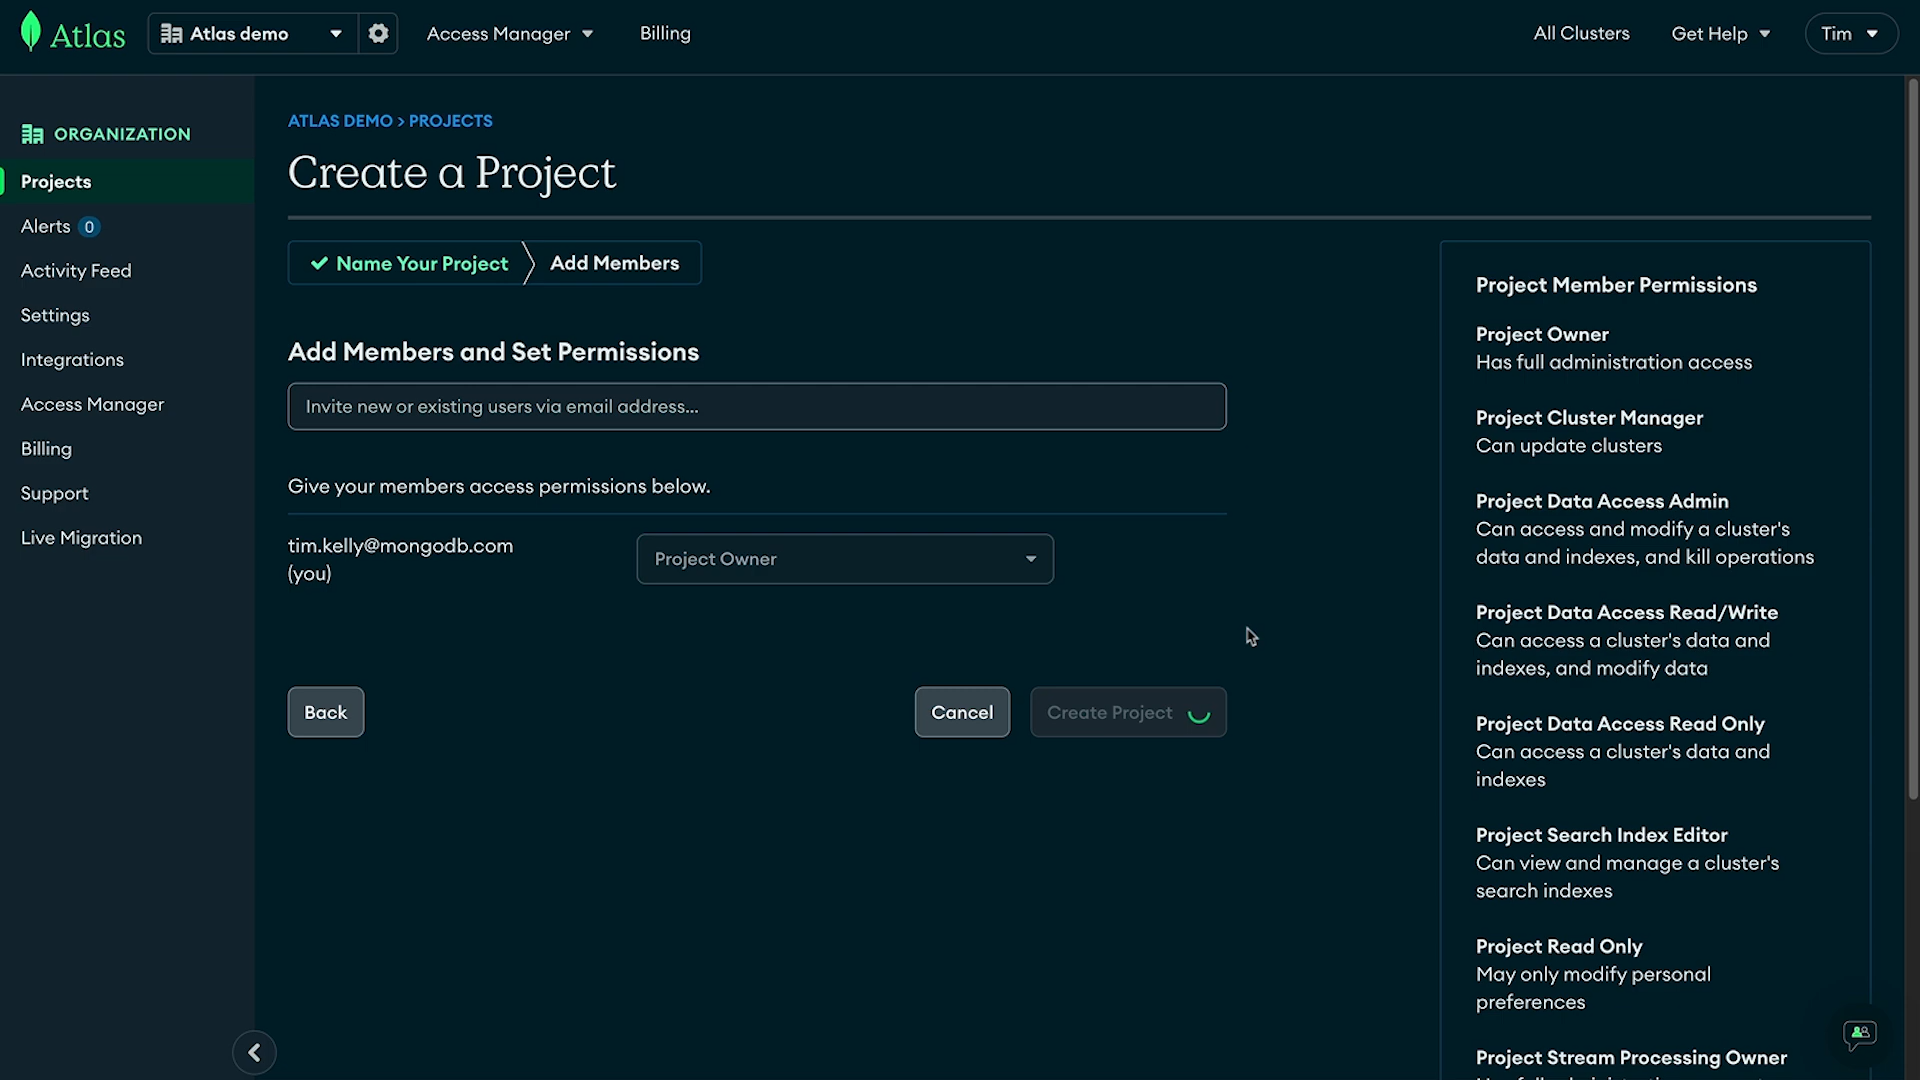 Atlas
Atlas demo
Access Manager
Billing
All Clusters
Get Help
Tim
ORGANIZATION
Projects
Alerts 0
Activity Feed
Settings
Integrations
Access Manager
Billing
Support
Live Migration
ATLAS DEMO > PROJECTS
Create a Project
Name Your Project
Add Members
Add Members and Set Permissions
Invite new or existing users via email address...
Give your members access permissions below.
tim.kelly@mongodb.com
(you)
Project Owner
Back
Cancel
Create Project
Project Member Permissions
Project Owner
Has full administration access
Project Cluster Manager
Can update clusters
Project Data Access Admin
Can access and modify a cluster's
data and indexes, and kill operations
Project Data Access Read/Write
Can access a cluster's data and
indexes, and modify data
Project Data Access Read Only
Can access a cluster's data and
indexes
Project Search Index Editor
Can view and manage a cluster's
search indexes
Project Read Only
May only modify personal
preferences
Project Stream Processing Owner